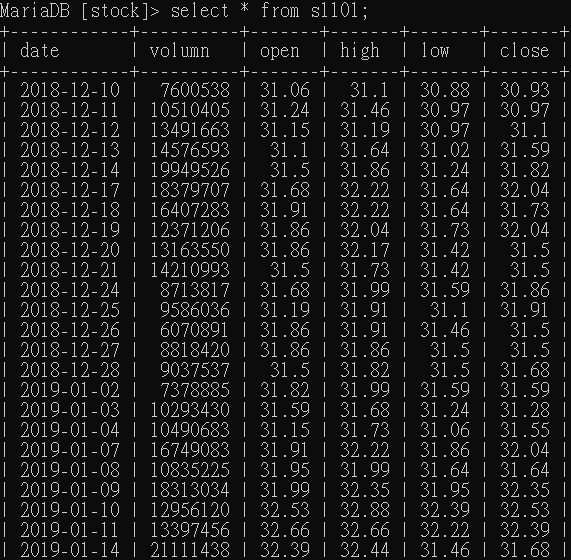 MariaDB [stock]> select * from s1101;
+------------+----------+-------+-------+-------+-------+
| date       | volumn   | open  | high  | low   | close |
+------------+----------+-------+-------+-------+-------+
| 2018-12-10 |  7600538 | 31.06 |  31.1 | 30.88 | 30.93 |
| 2018-12-11 | 10510405 | 31.24 | 31.46 | 30.97 | 30.97 |
| 2018-12-12 | 13491663 | 31.15 | 31.19 | 30.97 |  31.1 |
| 2018-12-13 | 14576593 |  31.1 | 31.64 | 31.02 | 31.59 |
| 2018-12-14 | 19949526 |  31.5 | 31.86 | 31.24 | 31.82 |
| 2018-12-17 | 18379707 | 31.68 | 32.22 | 31.64 | 32.04 |
| 2018-12-18 | 16407283 | 31.91 | 32.22 | 31.64 | 31.73 |
| 2018-12-19 | 12371206 | 31.86 | 32.04 | 31.73 | 32.04 |
| 2018-12-20 | 13163550 | 31.86 | 32.17 | 31.42 |  31.5 |
| 2018-12-21 | 14210993 |  31.5 | 31.73 | 31.42 |  31.5 |
| 2018-12-24 |  8713817 | 31.68 | 31.99 | 31.59 | 31.86 |
| 2018-12-25 |  9586036 | 31.19 | 31.91 |  31.1 | 31.91 |
| 2018-12-26 |  6070891 | 31.86 | 31.91 | 31.46 |  31.5 |
| 2018-12-27 |  8818420 | 31.86 | 31.86 |  31.5 |  31.5 |
| 2018-12-28 |  9037537 |  31.5 | 31.82 |  31.5 | 31.68 |
| 2019-01-02 |  7378885 | 31.82 | 31.99 | 31.59 | 31.59 |
| 2019-01-03 | 10293430 | 31.59 | 31.68 | 31.24 | 31.28 |
| 2019-01-04 | 10490683 | 31.15 | 31.73 | 31.06 | 31.55 |
| 2019-01-07 | 16749083 | 31.91 | 32.22 | 31.86 | 32.04 |
| 2019-01-08 | 10835225 | 31.95 | 31.99 | 31.64 | 31.64 |
| 2019-01-09 | 18313034 | 31.99 | 32.35 | 31.95 | 32.35 |
| 2019-01-10 | 12956120 | 32.53 | 32.88 | 32.39 | 32.53 |
| 2019-01-11 | 13397456 | 32.66 | 32.66 | 32.22 | 32.39 |
| 2019-01-14 | 21111438 | 32.39 | 32.44 | 31.46 | 31.68 |